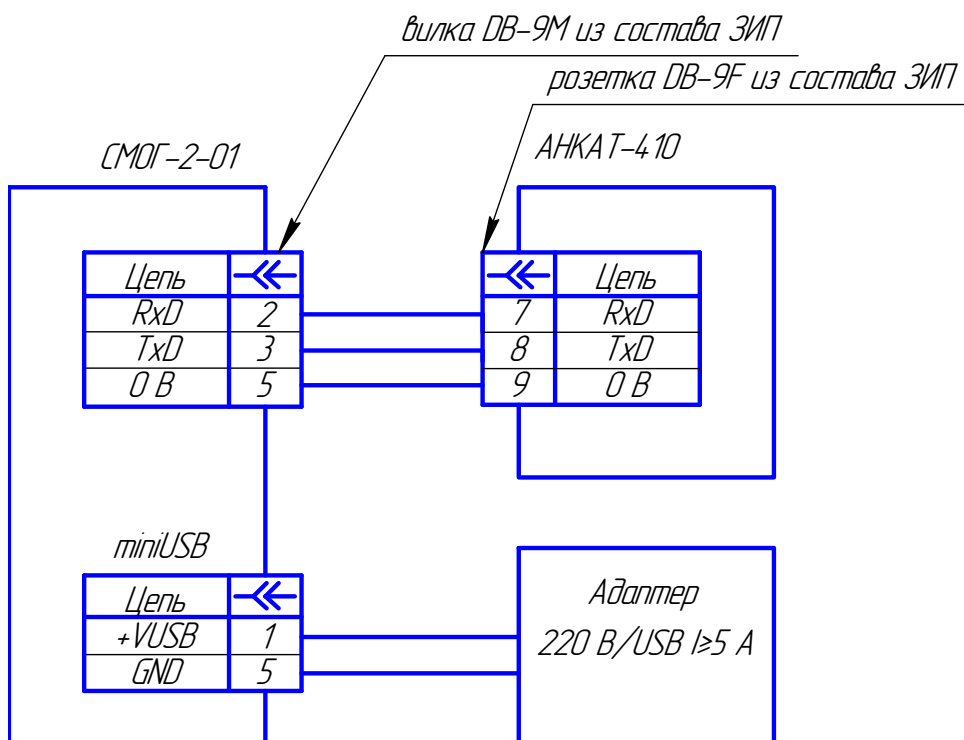 вилка DB-9M из состава ЗИП
розетка DB-9F из состава ЗИП
СМОГ-2-01
АНКАТ-410
Цепь
RxD 2
TxD 3
0 В 5
Цепь
7 RxD
8 TxD
9 0 В
miniUSB
Цепь
+VUSB 1
GND 5
Адаптер
220 В/USB I≥5 А